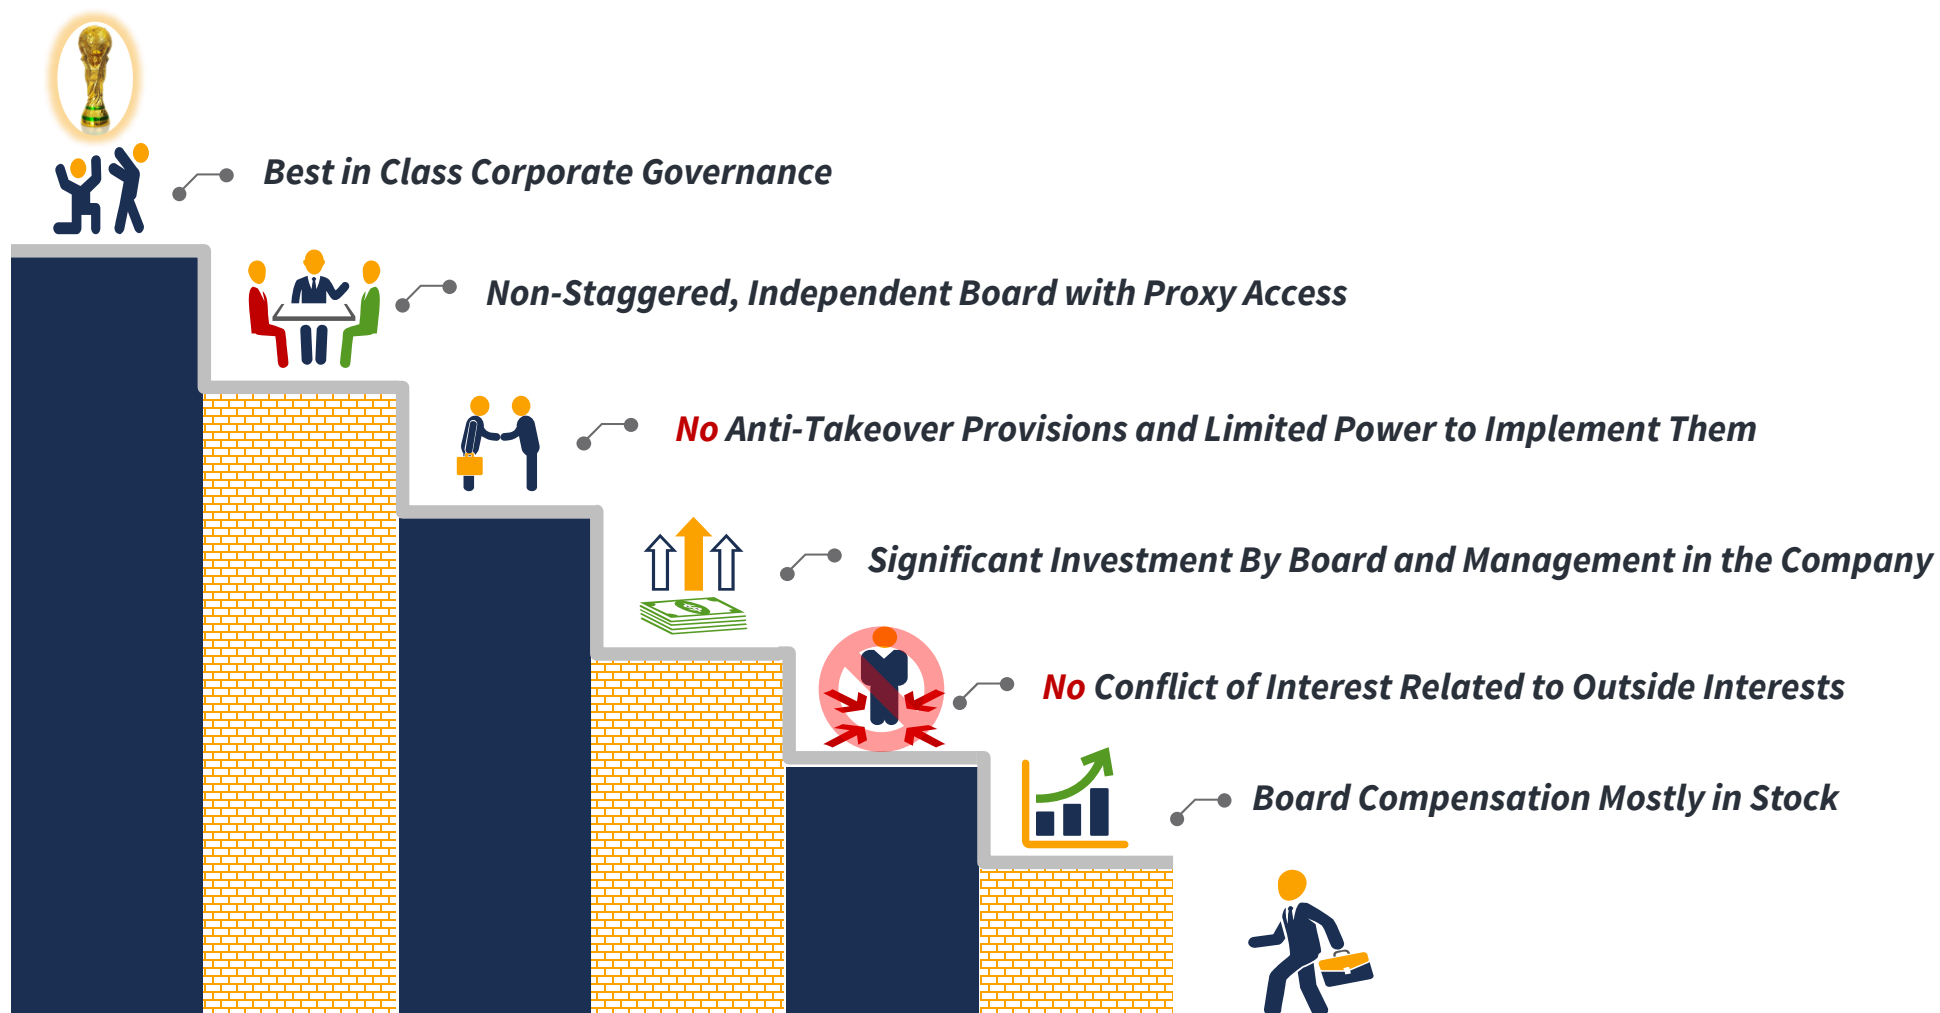 Best in Class Corporate Governance
Non-Staggered, Independent Board with Proxy Access
No Anti-Takeover Provisions and Limited Power to Implement Them
Significant Investment By Board and Management in the Company
No Conflict of Interest Related to Outside Interests
Board Compensation Mostly in Stock